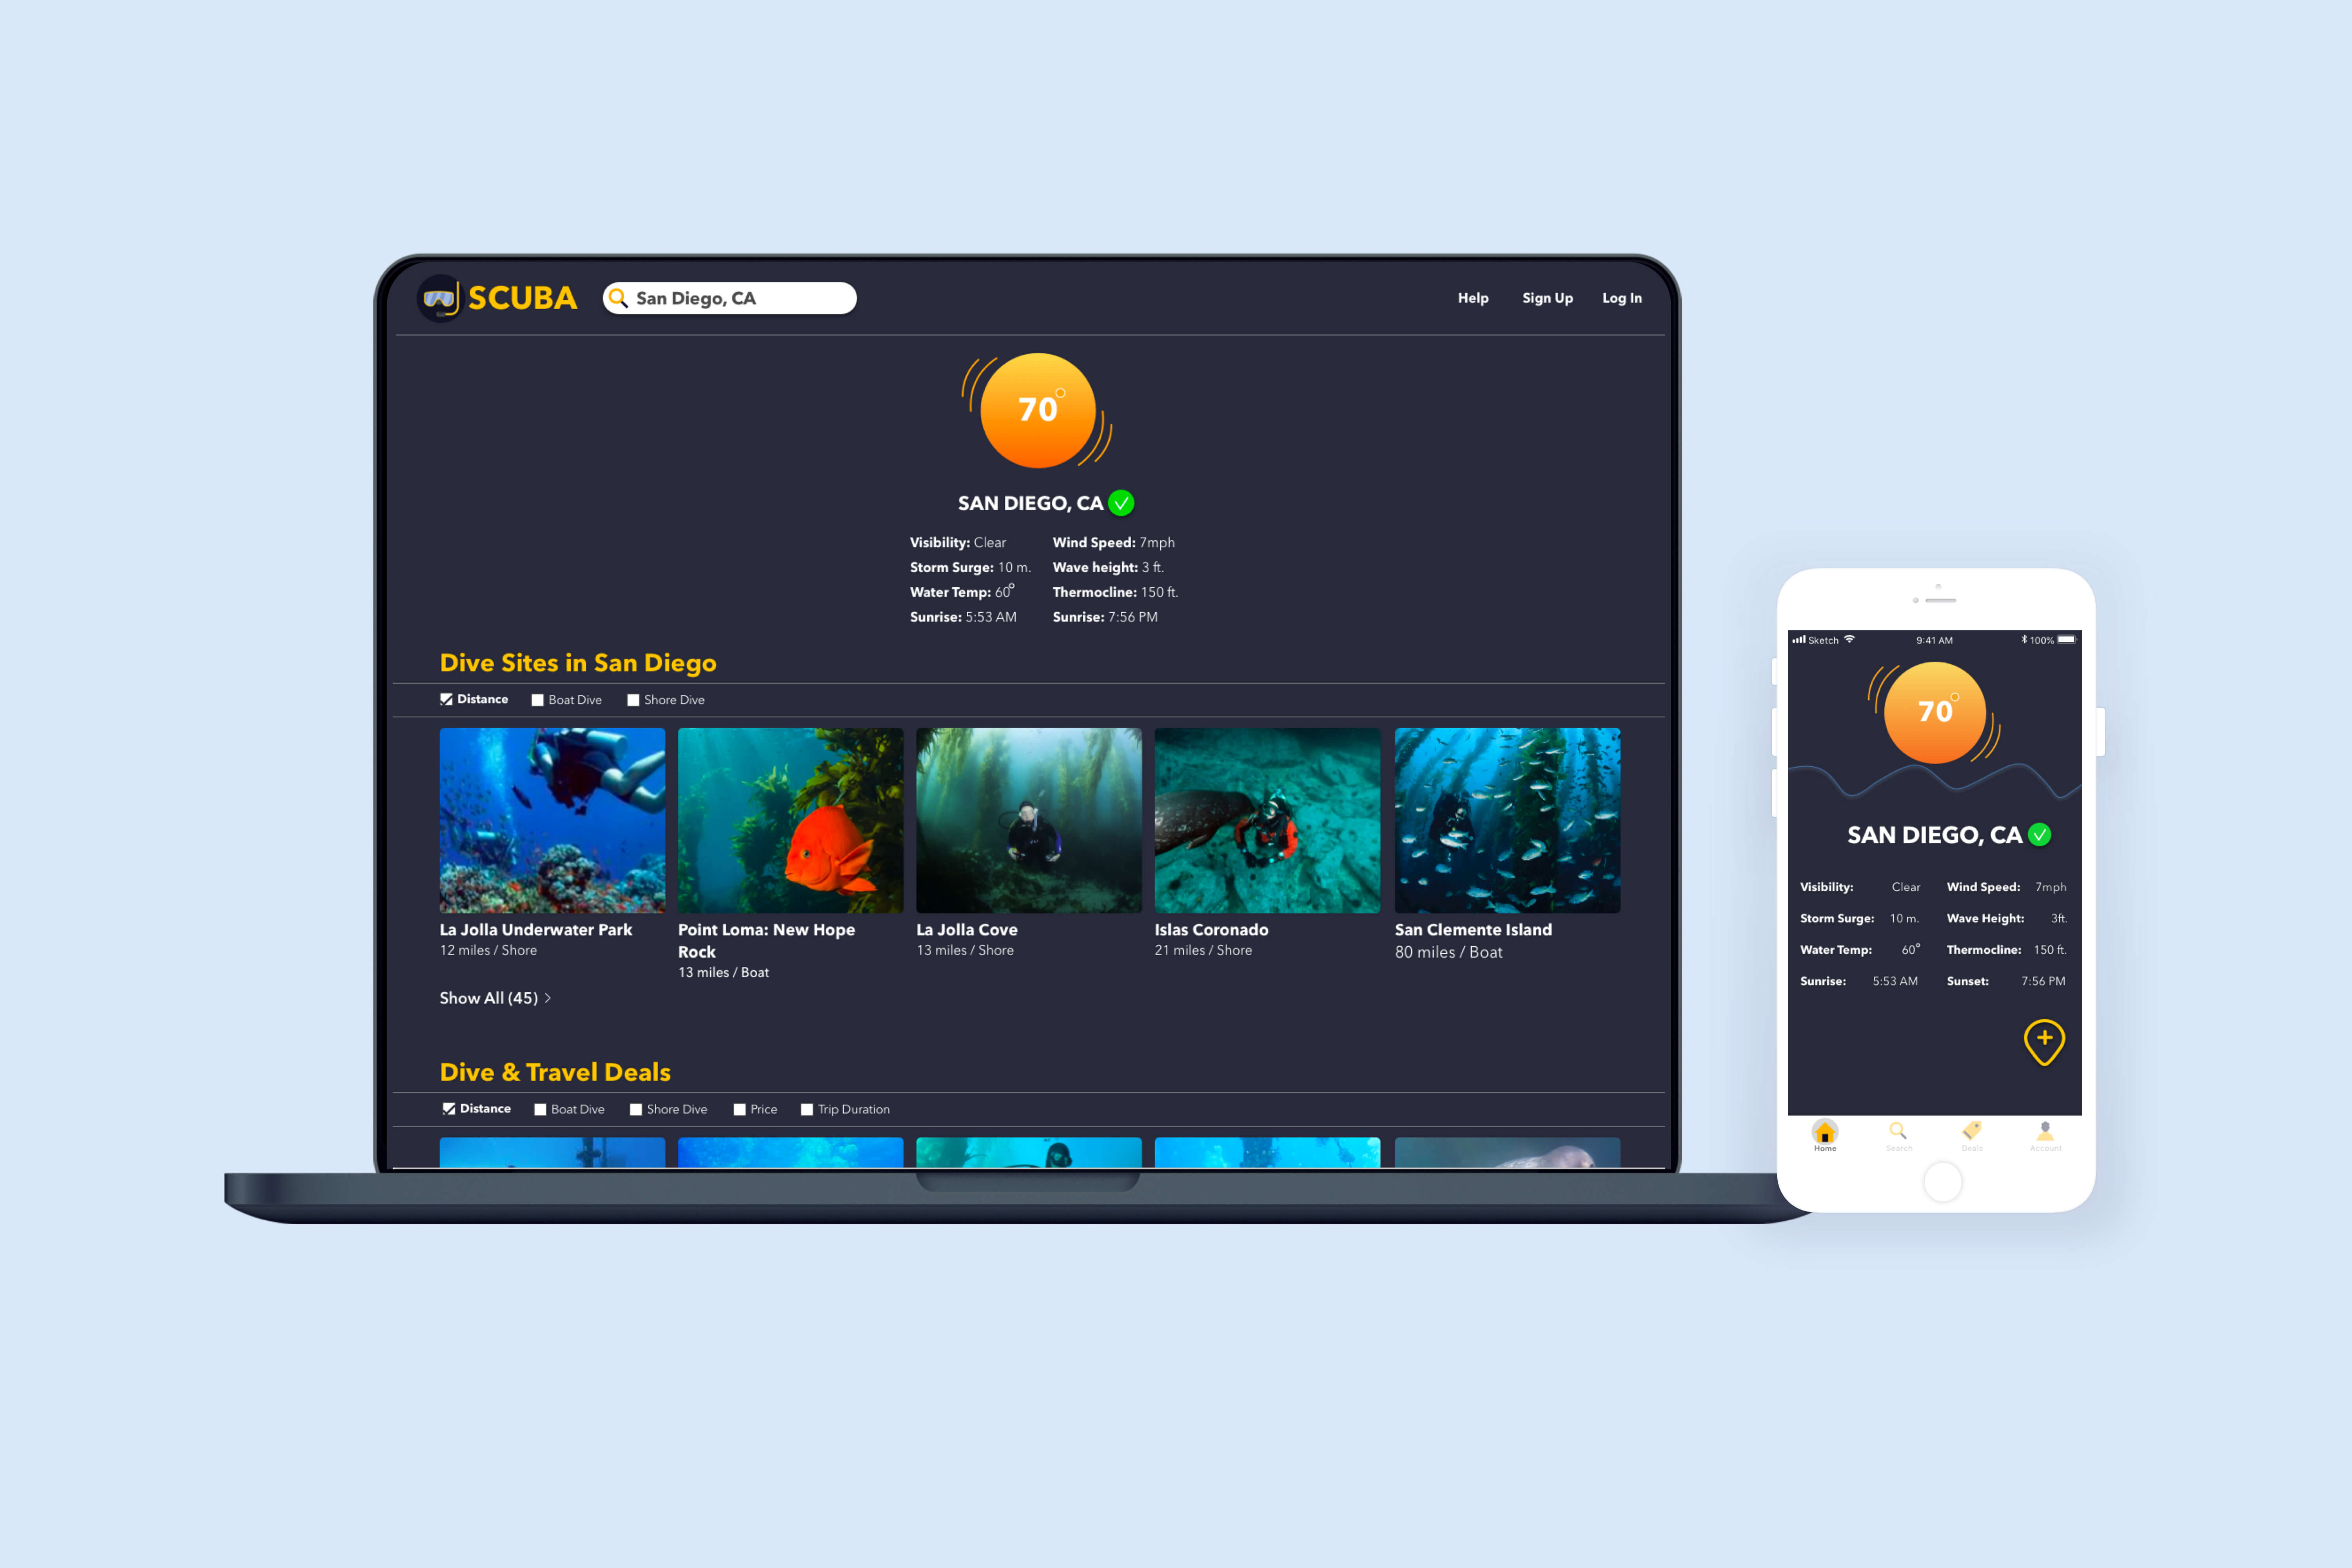 SCUBA
San Diego, CA
Help Sign Up Log In
70°
SAN DIEGO, CA
Visibility: Clear Wind Speed: 7mph
Storm Surge: 10 m. Wave height: 3 ft.
Water Temp: 60° Thermocline: 150 ft.
Sunrise: 5:53 AM Sunrise: 7:56 PM
Dive Sites in San Diego
Distance Boat Dive Shore Dive
La Jolla Underwater Park
12 miles / Shore
Point Loma: New Hope
Rock
13 miles / Boat
La Jolla Cove
13 miles / Shore
Islas Coronado
21 miles / Shore
San Clemente Island
80 miles / Boat
Show All (45) >
Dive & Travel Deals
Distance Boat Dive Shore Dive Price Trip Duration
Sketch 9:41 AM 100%
70°
SAN DIEGO, CA
Visibility: Clear Wind Speed: 7mph
Storm Surge: 10 m. Wave Height: 3ft.
Water Temp: 60° Thermocline: 150 ft.
Sunrise: 5:53 AM Sunset: 7:56 PM
Home Search Deals Account